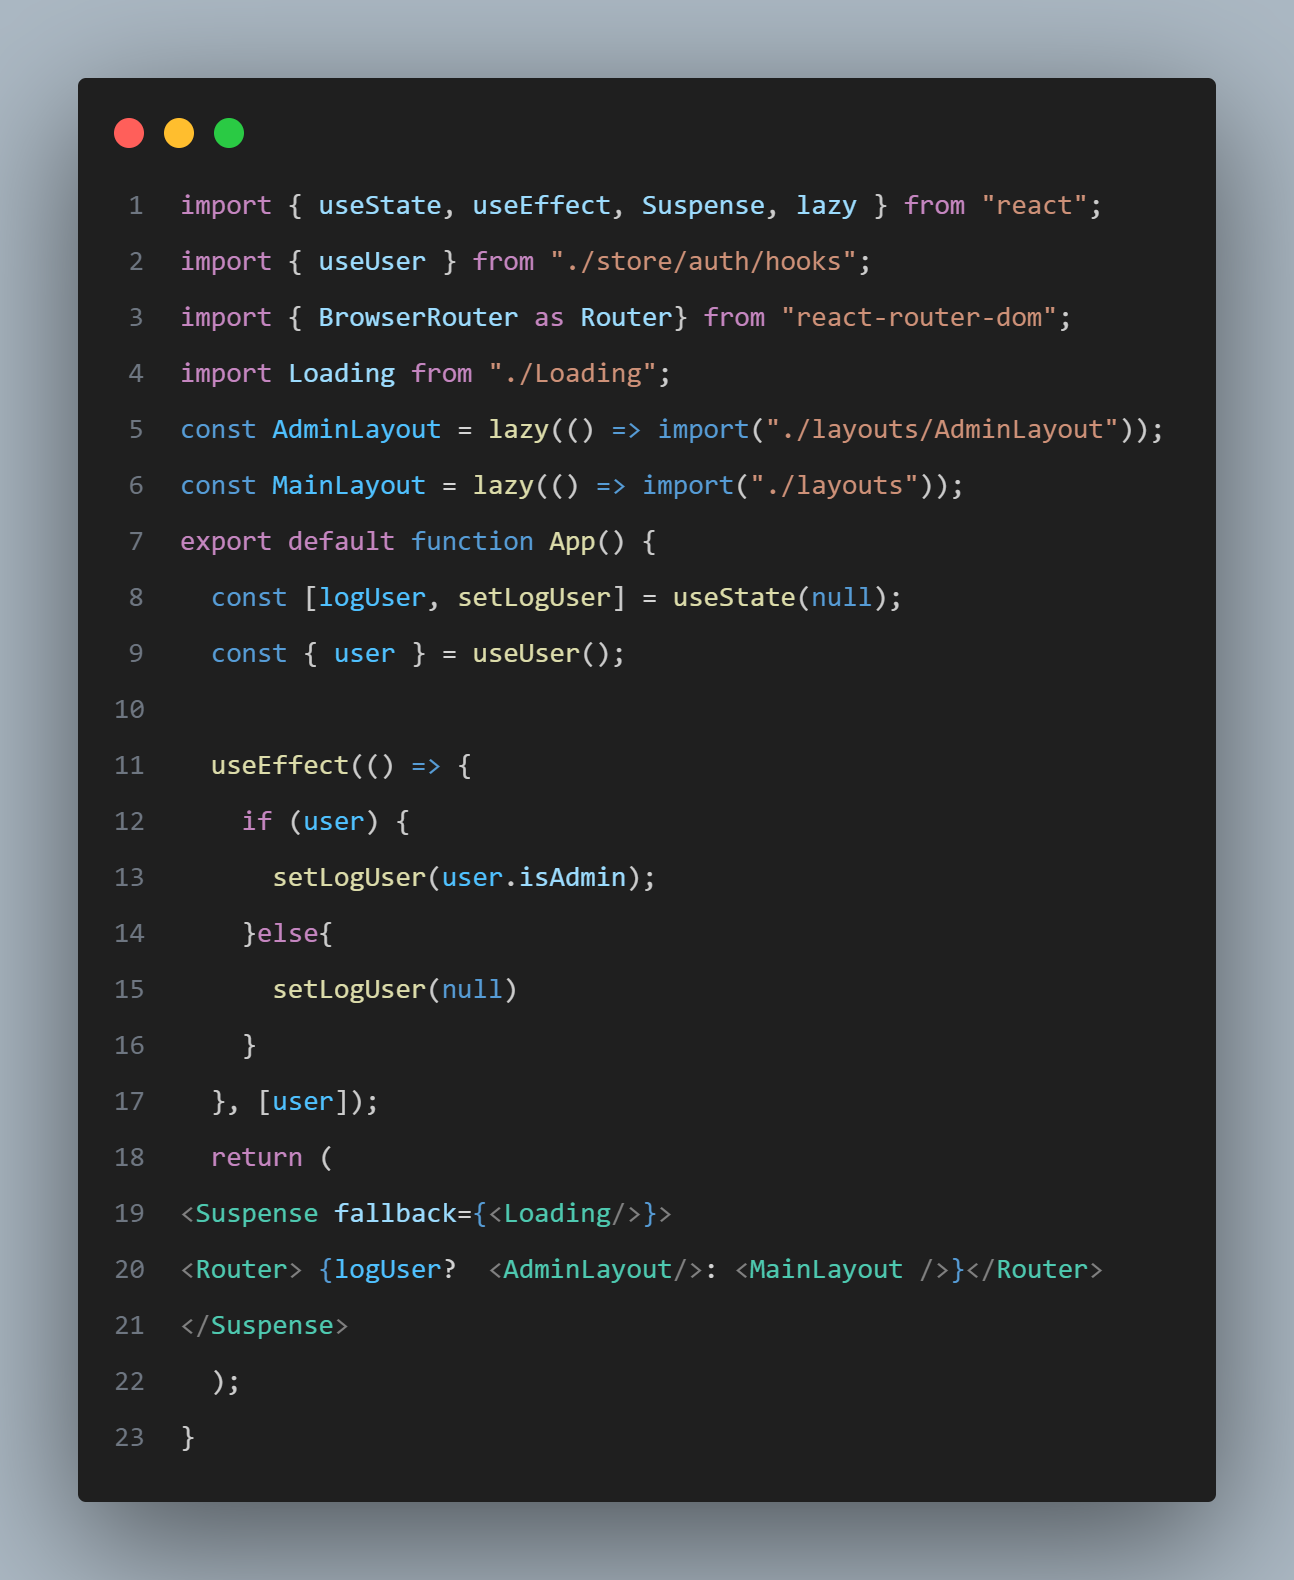 1 import { useState, useEffect, Suspense, lazy } from "react";
2 import { useUser } from "./store/auth/hooks";
3 import { BrowserRouter as Router} from "react-router-dom";
4 import Loading from "./Loading";
5 const AdminLayout = lazy(() => import("./layouts/AdminLayout"));
6 const MainLayout = lazy(() => import("./layouts"));
7 export default function App() {
8   const [logUser, setLogUser] = useState(null);
9   const { user } = useUser();
10
11   useEffect(() => {
12     if (user) {
13       setLogUser(user.isAdmin);
14     }else{
15       setLogUser(null)
16     }
17   }, [user]);
18   return (
19 <Suspense fallback={<Loading/>}>
20 <Router> {logUser?  <AdminLayout/>: <MainLayout />}</Router>
21 </Suspense>
22   );
23 }